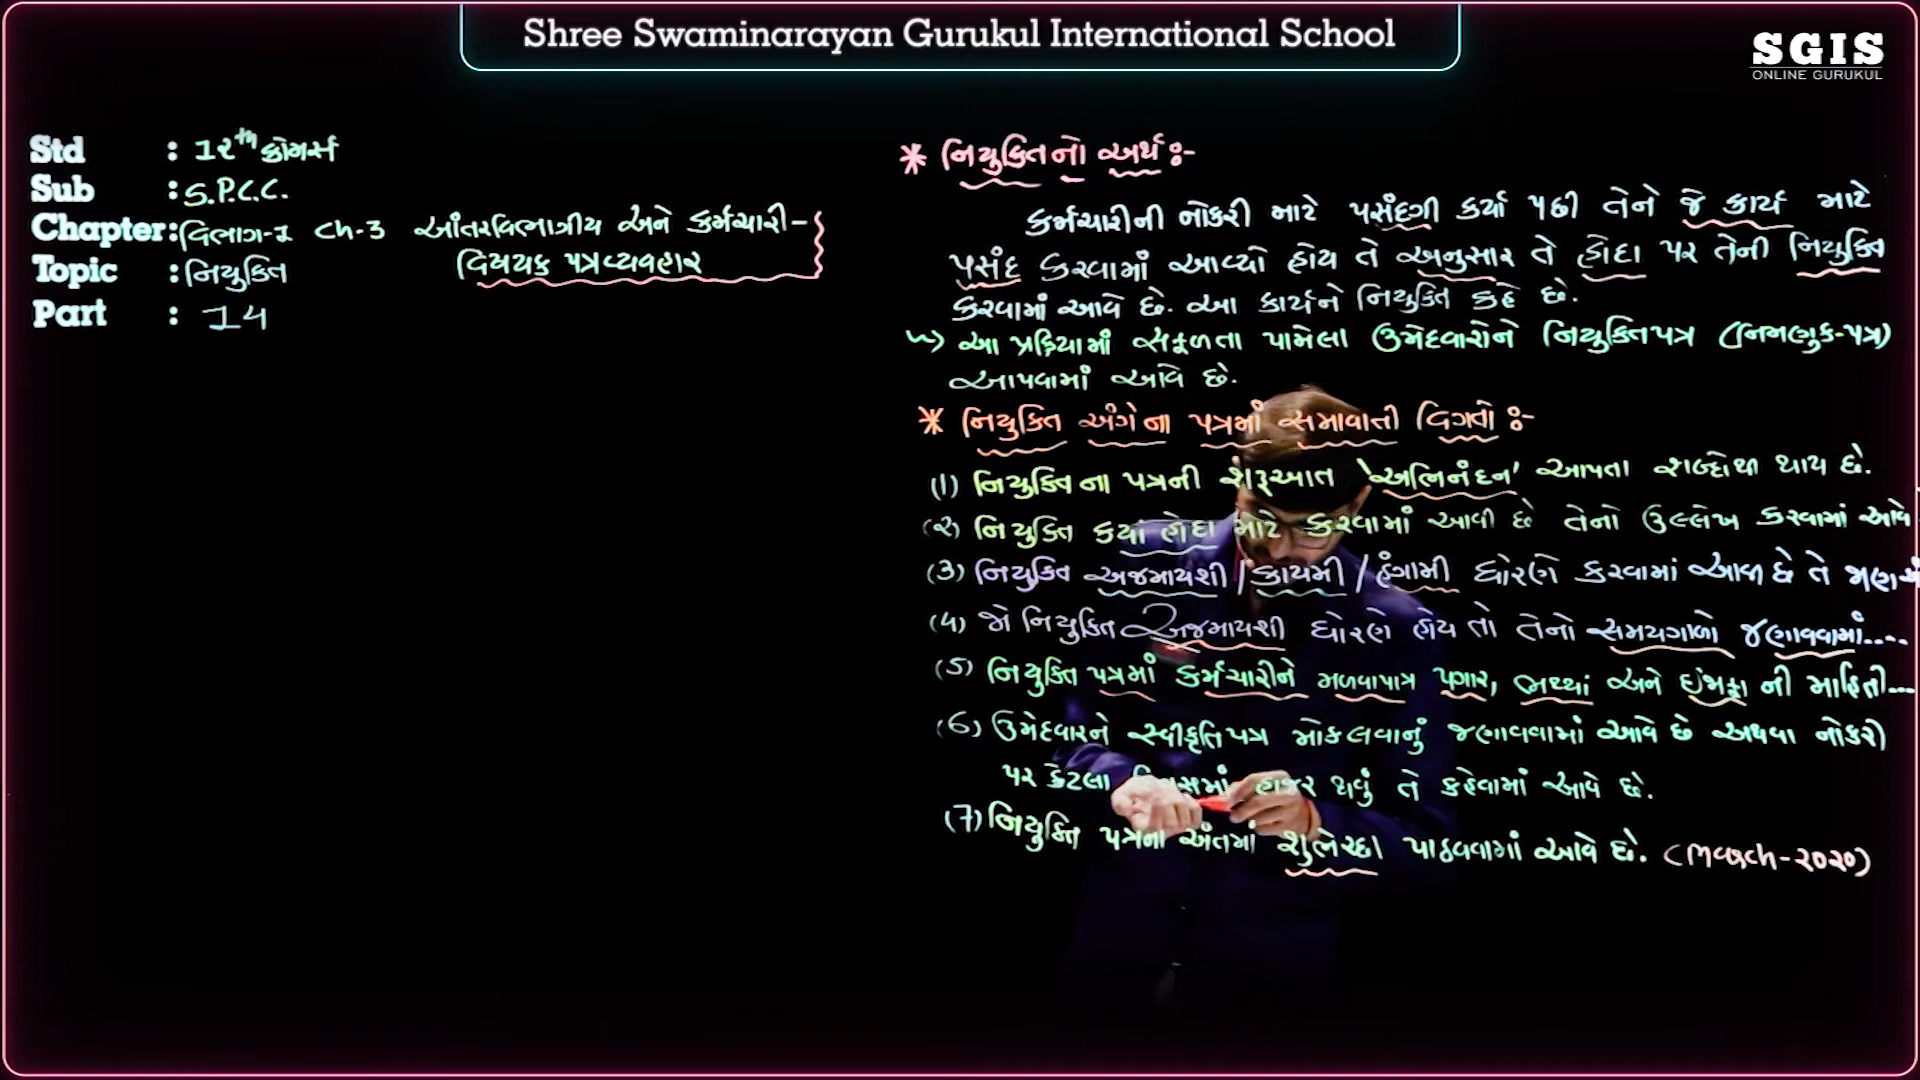 Shree Swaminarayan Gurukul International School
SGIS
ONLINE GURUKUL
Std : 1૨th કોમર્સ
Sub : S.P.C.C.
Chapter: વિભાગ-1 Ch-3 આંતરવિભાગીય અને કર્મચારી-
વિષયક પત્રવ્યવહાર
Topic : નિયુક્તિ
Part : 14
* નિયુક્તિનો અર્થ :-
કર્મચારીની નોકરી માટે પસંદગી કર્યા પછી તેને જે કાર્ય માટે
પસંદ કરવામાં આવ્યો હોય તે અનુસાર તે હોદા પર તેની નિયુક્તિ
કરવામાં આવે છે. આ કાર્યને નિયુક્તિ કહે છે.
આ પ્રક્રિયામાં સફળતા પામેલા ઉમેદવારોને નિયુક્તિપત્ર (નિમણુક-પત્ર)
આપવામાં આવે છે.
* નિયુક્તિ અંગેના પત્રમાં સમાવાતી વિગતો :-
(1) નિયુક્તિના પત્રની શરૂઆત 'અભિનંદન' આપતા શબ્દોથી થાય છે.
(૨) નિયુક્તિ કયાં હોદા માટે કરવામાં આવી છે તેનો ઉલ્લેખ કરવામાં આવે
(3) નિયુક્તિ અજમાયશી / કાયમી / હંગામી ધોરણે કરવામાં આવી છે તે
(4) જો નિયુક્તિ અજમાયશી ધોરણે હોય તો તેનો સમયગાળો જણાવવામાં....
(5) નિયુક્તિ પત્રમાં કર્મચારીને મળવાપાત્ર પગાર, ભથ્થાં અને ઇજાફા ની માહિતી...
(6) ઉમેદવારને સ્વીકૃતિપત્ર મોકલવાનું જણાવવામાં આવે છે અથવા નોકરી
પર કેટલા દિવસમાં હાજર થવું તે કહેવામાં આવે છે.
(7) નિયુક્તિ પત્રના અંતમાં શુભેચ્છા પાઠવવામાં આવે છે. (March-૨૦૨૦)